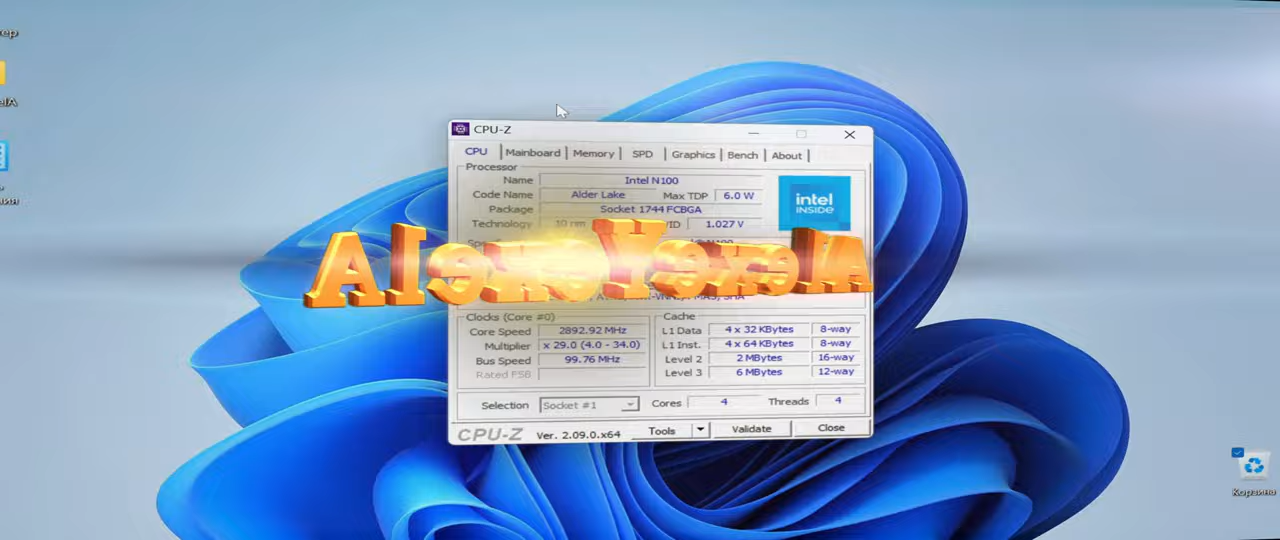 CPU-Z
CPU Mainboard Memory SPD Graphics Bench About
Processor
Name Intel N100
Code Name Alder Lake Max TDP 6.0 W
Package Socket 1744 FCBGA
Technology 10 nm VID 1.027 V
intel
INSIDE
Clocks (Core #0)
Core Speed 2892.92 MHz
Multiplier x 29.0 (4.0 - 34.0)
Bus Speed 99.76 MHz
Rated FSB
Cache
L1 Data 4 x 32 KBytes 8-way
L1 Inst. 4 x 64 KBytes 8-way
Level 2 2 MBytes 16-way
Level 3 6 MBytes 12-way
Selection Socket #1 Cores 4 Threads 4
CPU-Z Ver. 2.09.0.x64 Tools Validate Close
Корзина